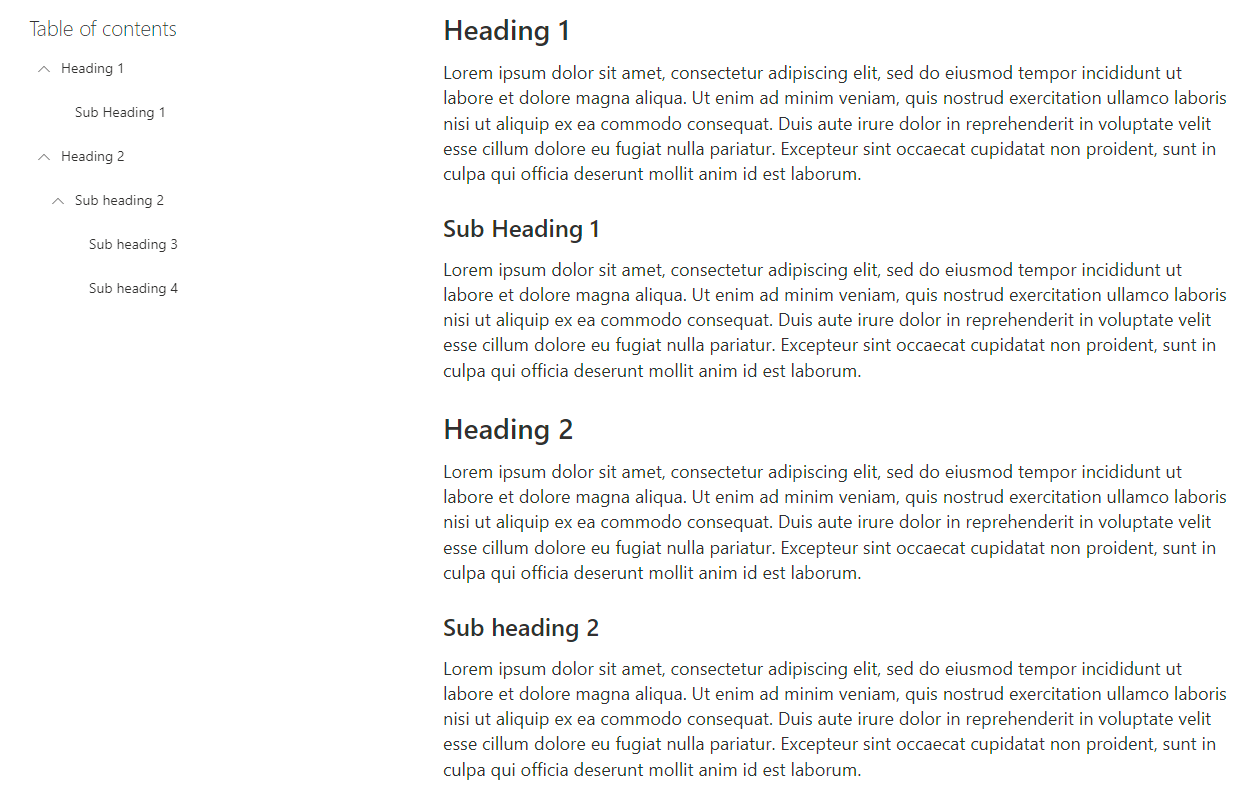 Table of contents
Heading 1
Sub Heading 1
Heading 2
Sub heading 2
Sub heading 3
Sub heading 4
Heading 1
Lorem ipsum dolor sit amet, consectetur adipiscing elit, sed do eiusmod tempor incididunt ut
labore et dolore magna aliqua. Ut enim ad minim veniam, quis nostrud exercitation ullamco laboris
nisi ut aliquip ex ea commodo consequat. Duis aute irure dolor in reprehenderit in voluptate velit
esse cillum dolore eu fugiat nulla pariatur. Excepteur sint occaecat cupidatat non proident, sunt in
culpa qui officia deserunt mollit anim id est laborum.
Sub Heading 1
Lorem ipsum dolor sit amet, consectetur adipiscing elit, sed do eiusmod tempor incididunt ut
labore et dolore magna aliqua. Ut enim ad minim veniam, quis nostrud exercitation ullamco laboris
nisi ut aliquip ex ea commodo consequat. Duis aute irure dolor in reprehenderit in voluptate velit
esse cillum dolore eu fugiat nulla pariatur. Excepteur sint occaecat cupidatat non proident, sunt in
culpa qui officia deserunt mollit anim id est laborum.
Heading 2
Lorem ipsum dolor sit amet, consectetur adipiscing elit, sed do eiusmod tempor incididunt ut
labore et dolore magna aliqua. Ut enim ad minim veniam, quis nostrud exercitation ullamco laboris
nisi ut aliquip ex ea commodo consequat. Duis aute irure dolor in reprehenderit in voluptate velit
esse cillum dolore eu fugiat nulla pariatur. Excepteur sint occaecat cupidatat non proident, sunt in
culpa qui officia deserunt mollit anim id est laborum.
Sub heading 2
Lorem ipsum dolor sit amet, consectetur adipiscing elit, sed do eiusmod tempor incididunt ut
labore et dolore magna aliqua. Ut enim ad minim veniam, quis nostrud exercitation ullamco laboris
nisi ut aliquip ex ea commodo consequat. Duis aute irure dolor in reprehenderit in voluptate velit
esse cillum dolore eu fugiat nulla pariatur. Excepteur sint occaecat cupidatat non proident, sunt in
culpa qui officia deserunt mollit anim id est laborum.